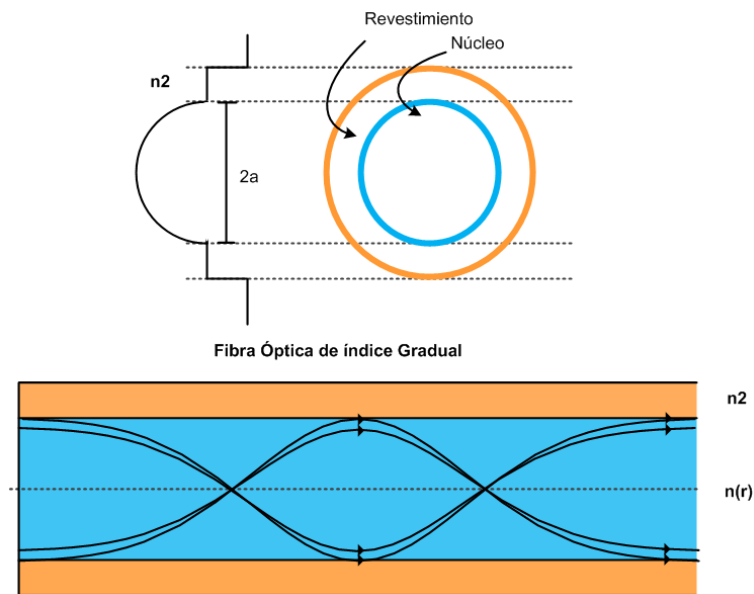 Revestimiento
Núcleo
n2
2a
Fibra Óptica de índice Gradual
n2
n(r)